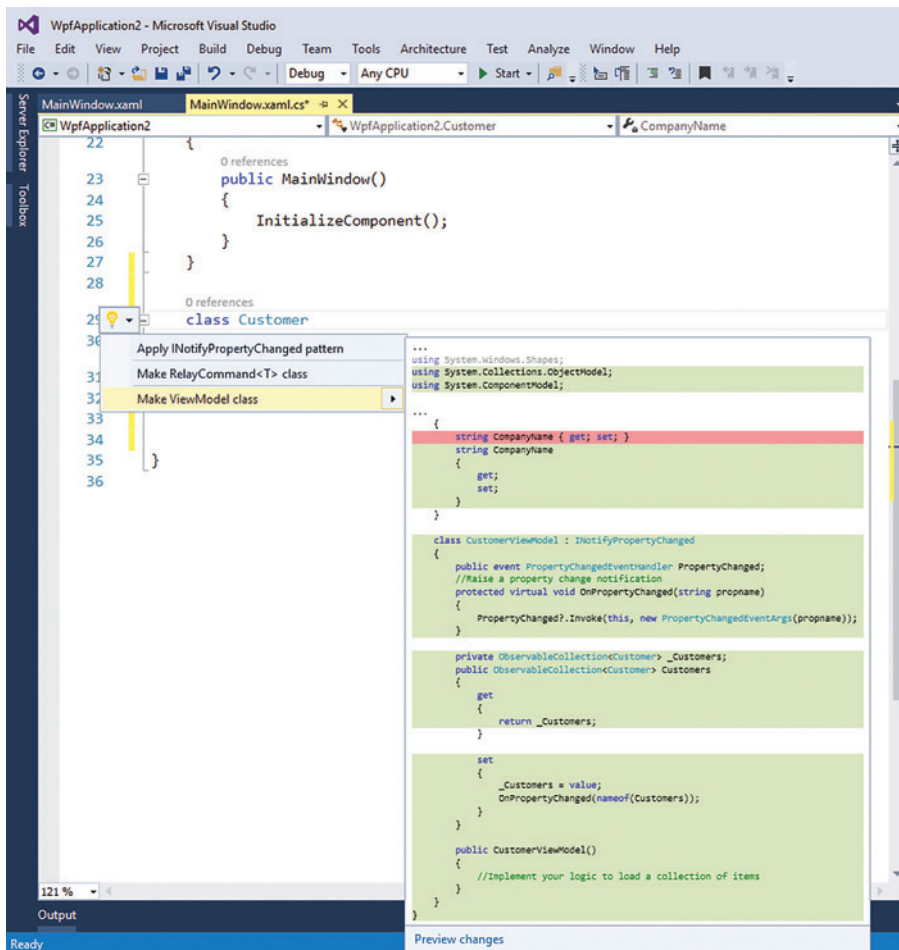 WpfApplication2 - Microsoft Visual Studio
File Edit View Project Build Debug Team Tools Architecture Test Analyze Window Help
Debug Any CPU Start
Server Explorer
Toolbox
MainWindow.xaml MainWindow.xaml.cs*
C# WpfApplication2 WpfApplication2.Customer CompanyName
22 {
0 references
23 public MainWindow()
24 {
25 InitializeComponent();
26 }
27 }
28
0 references
29 class Customer
30
31
32
33
34
35 }
36
Apply INotifyPropertyChanged pattern
Make RelayCommand<T> class
Make ViewModel class
...
using System.Windows.Shapes;
using System.Collections.ObjectModel;
using System.ComponentModel;
...
{
string CompanyName { get; set; }
string CompanyName
{
get;
set;
}
}
class CustomerViewModel : INotifyPropertyChanged
{
public event PropertyChangedEventHandler PropertyChanged;
//Raise a property change notification
protected virtual void OnPropertyChanged(string propname)
{
PropertyChanged?.Invoke(this, new PropertyChangedEventArgs(propname));
}
private ObservableCollection<Customer> _Customers;
public ObservableCollection<Customer> Customers
{
get
{
return _Customers;
}
set
{
_Customers = value;
OnPropertyChanged(nameof(Customers));
}
}
public CustomerViewModel()
{
//Implement your logic to load a collection of items
}
}
}
Preview changes
121 %
Output
Ready